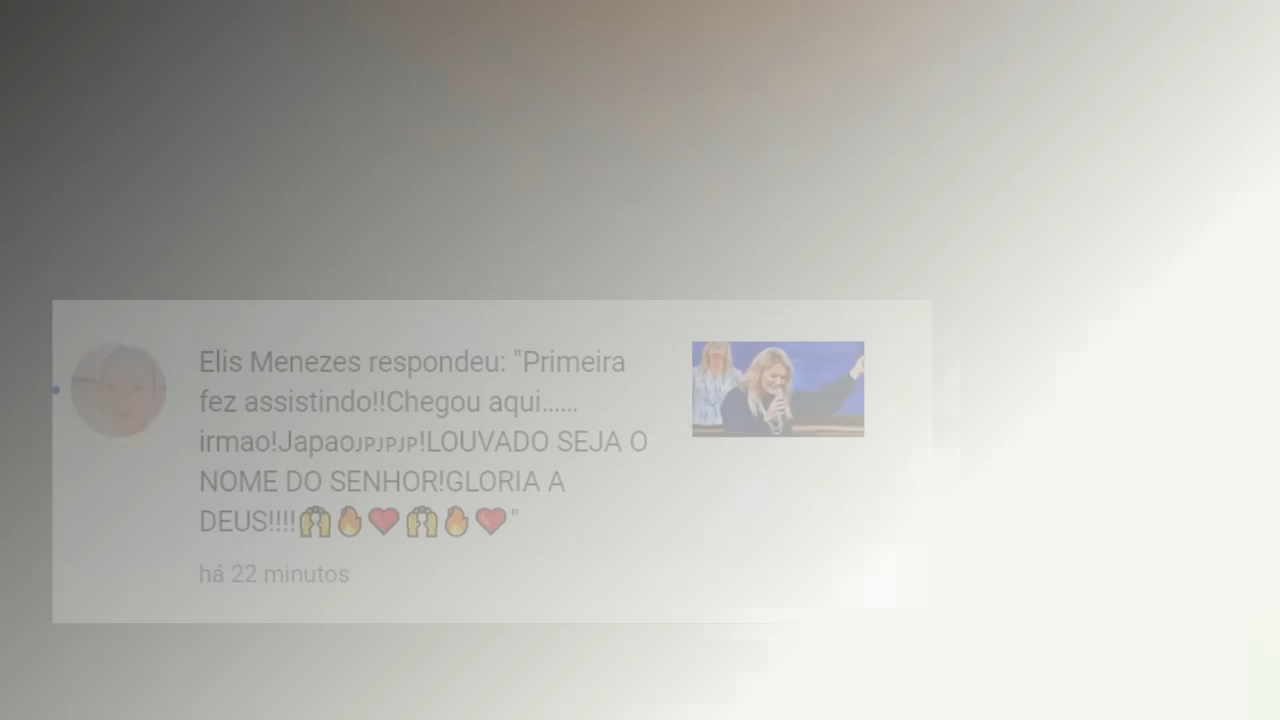 Elis Menezes respondeu: "Primeira
fez assistindo!!Chegou aqui......
irmao!Japao🇯🇵🇯🇵🇯🇵!LOUVADO SEJA O
NOME DO SENHOR!GLORIA A
DEUS!!!!🙌🔥❤️🙌🔥❤️"
há 22 minutos